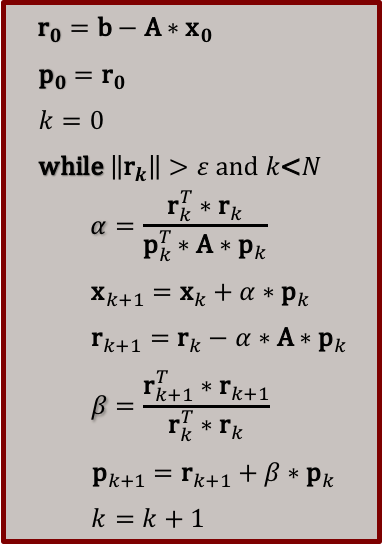 r₀ = b − A ∗ x₀
p₀ = r₀
k = 0
while ‖rₖ‖ > ε and k<N
α = (rₖᵀ ∗ rₖ) / (pₖᵀ ∗ A ∗ pₖ)
xₖ₊₁ = xₖ + α ∗ pₖ
rₖ₊₁ = rₖ − α ∗ A ∗ pₖ
β = (rₖ₊₁ᵀ ∗ rₖ₊₁) / (rₖᵀ ∗ rₖ)
pₖ₊₁ = rₖ₊₁ + β ∗ pₖ
k = k + 1